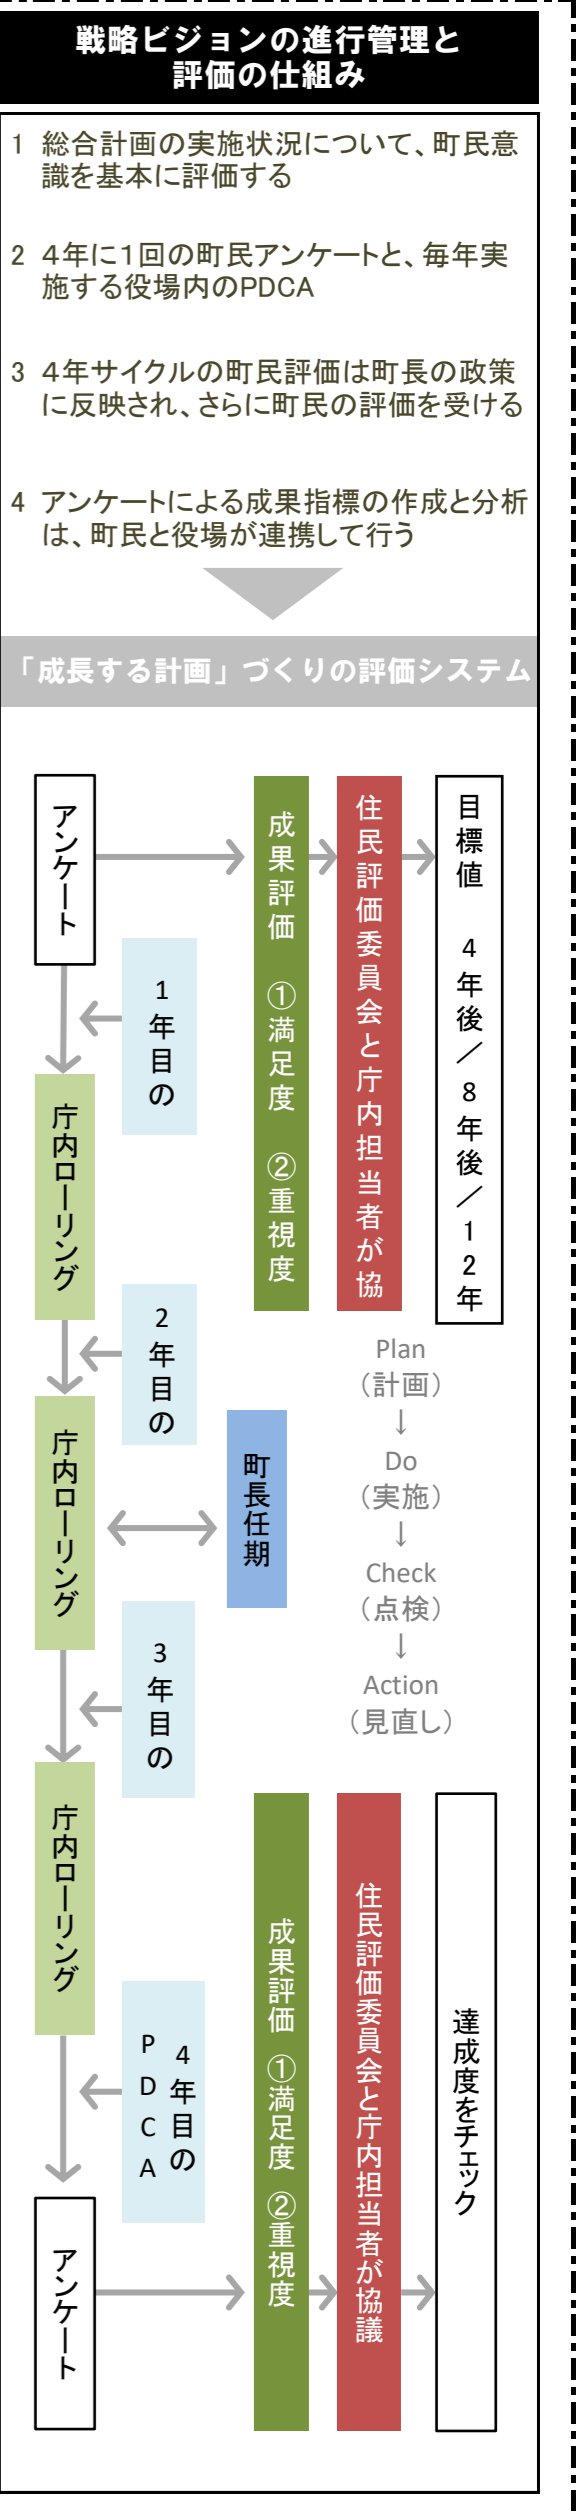 戦略ビジョンの進行管理と
評価の仕組み
1 総合計画の実施状況について、町民意
識を基本に評価する
2 4年に1回の町民アンケートと、毎年実
施する役場内のPDCA
3 4年サイクルの町民評価は町長の政策
に反映され、さらに町民の評価を受ける
4 アンケートによる成果指標の作成と分析
は、町民と役場が連携して行う
「成長する計画」づくりの評価システム
アンケート
成果評価 ①満足度 ②重視度
住民評価委員会と庁内担当者が協
目標値 4年後／8年後／12年
1年目の
庁内ローリング
2年目の
庁内ローリング
町長任期
Plan
（計画）
↓
Do
（実施）
↓
Check
（点検）
↓
Action
（見直し）
3年目の
庁内ローリング
4年目の
PDCA
アンケート
成果評価 ①満足度 ②重視度
住民評価委員会と庁内担当者が協議
達成度をチェック